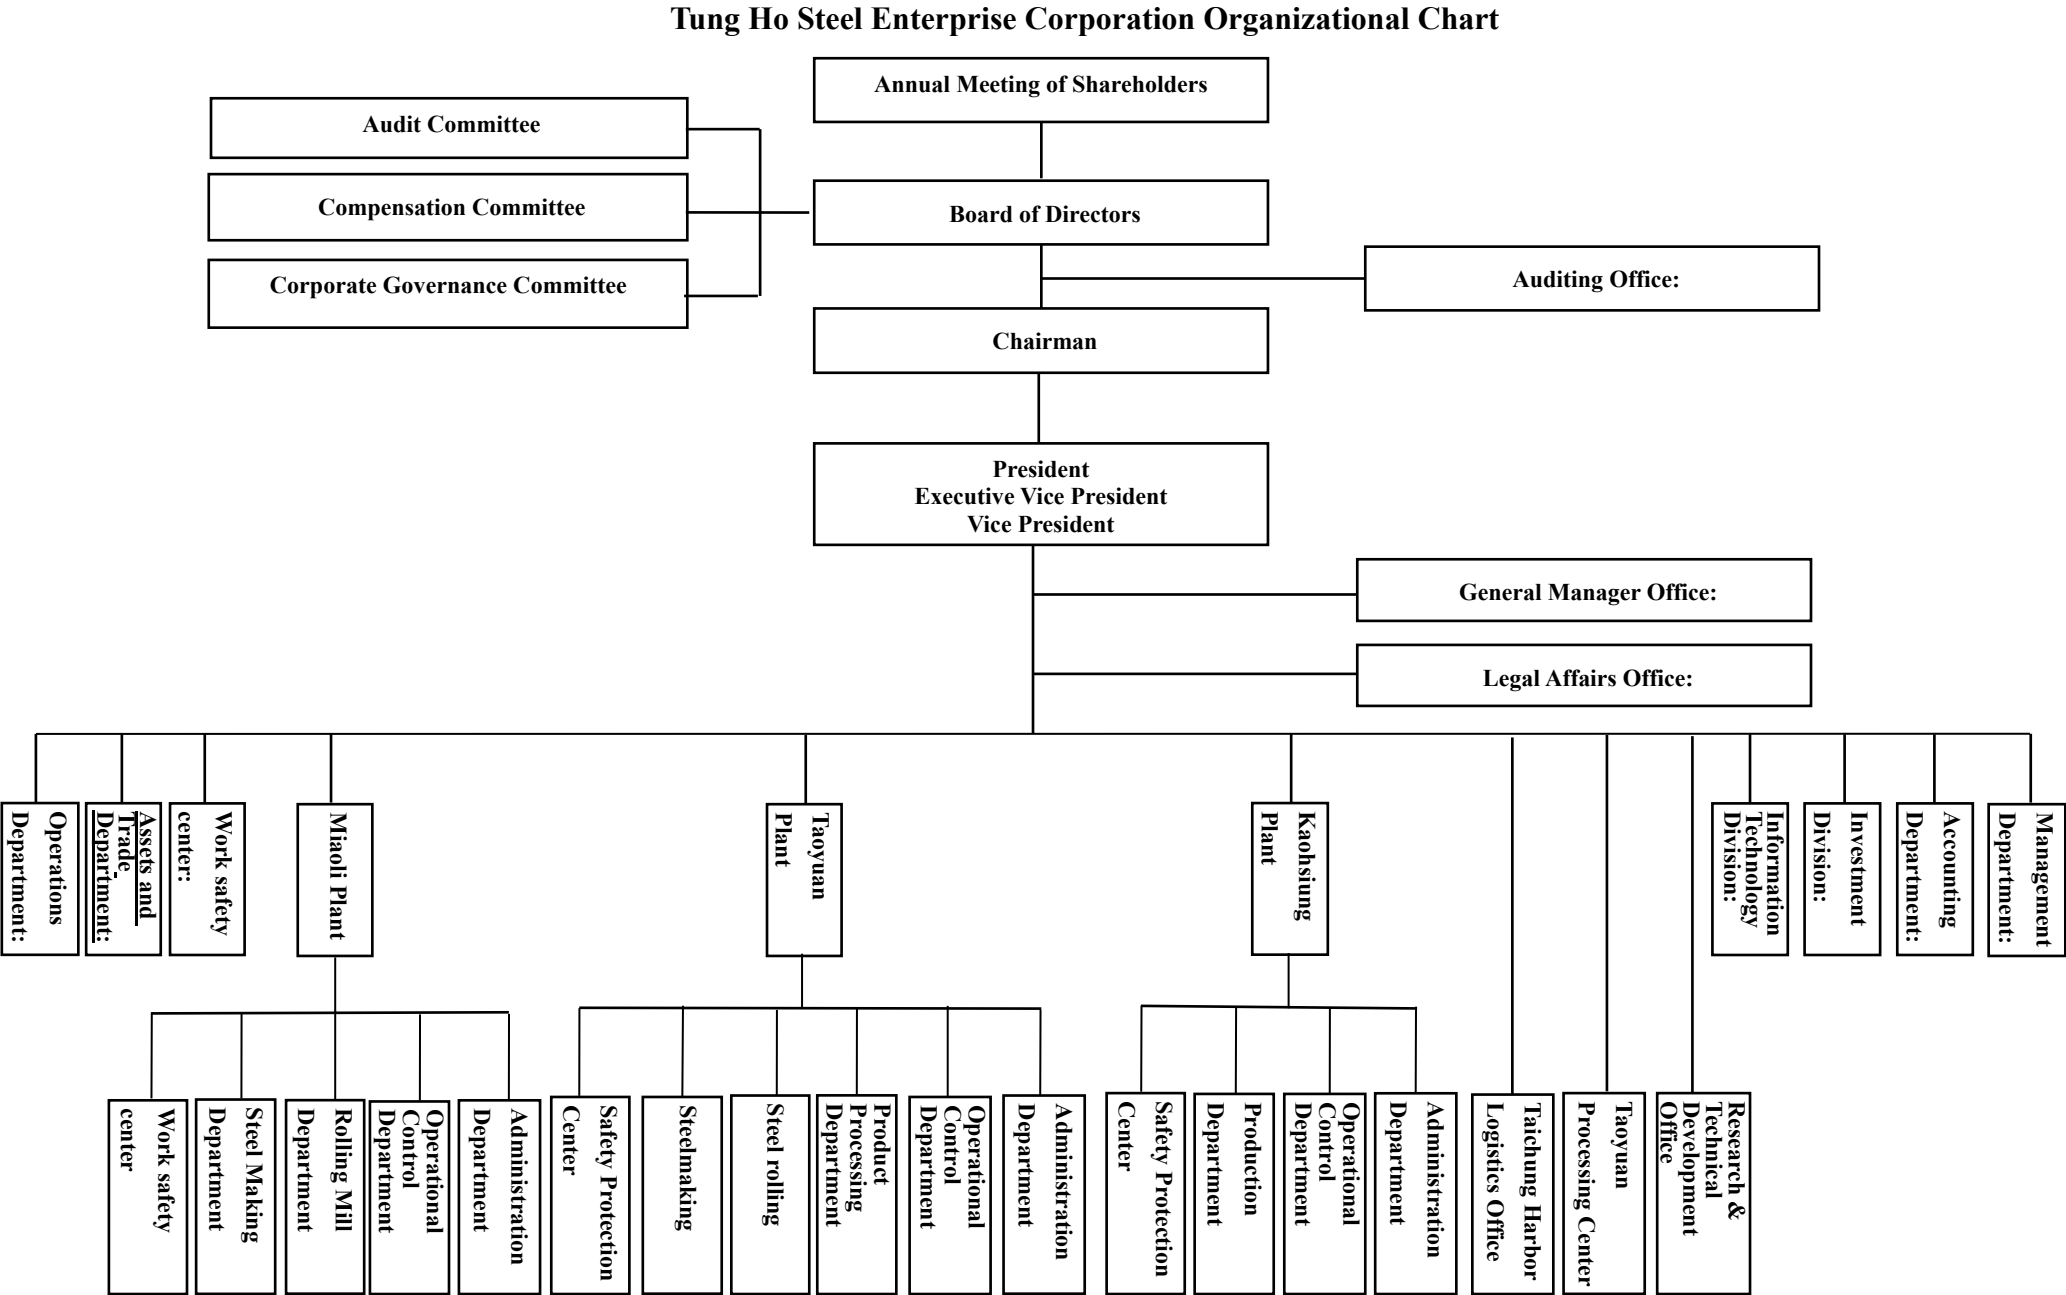 Tung Ho Steel Enterprise Corporation Organizational Chart
Annual Meeting of Shareholders
Audit Committee
Compensation Committee
Board of Directors
Corporate Governance Committee
Auditing Office:
Chairman
President
Executive Vice President
Vice President
General Manager Office:
Legal Affairs Office:
Operations
Department:
Assets and
Trade
Department:
Work safety
center:
Miaoli Plant
Taoyuan
Plant
Kaohsiung
Plant
Information
Technology
Division:
Investment
Division:
Accounting
Department:
Management
Department:
Work safety
center
Steel Making
Department
Rolling Mill
Department
Operational
Control
Department
Administration
Department
Safety Protection
Center
Steelmaking
Steel rolling
Product
Processing
Department
Operational
Control
Department
Administration
Department
Safety Protection
Center
Production
Department
Operational
Control
Department
Administration
Department
Taichung Harbor
Logistics Office
Taoyuan
Processing Center
Research &
Technical
Development
Office